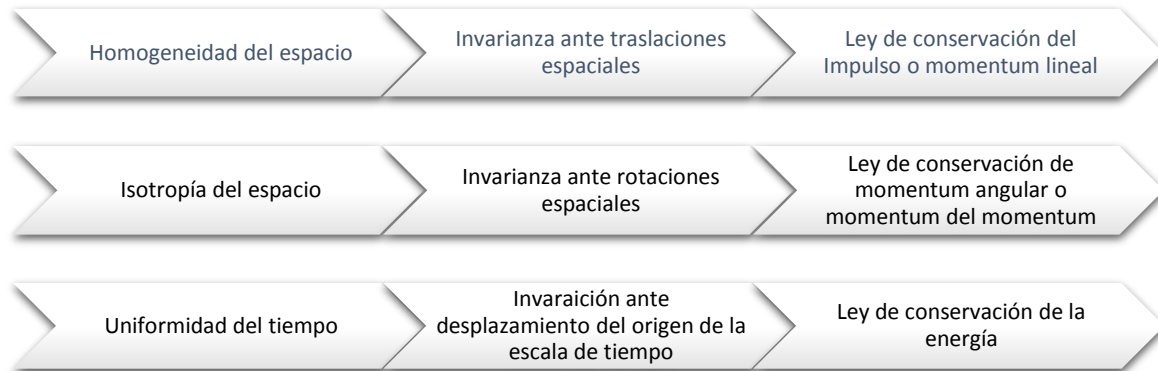 Homogeneidad del espacio
Invarianza ante traslaciones
espaciales
Ley de conservación del
Impulso o momentum lineal
Isotropía del espacio
Invarianza ante rotaciones
espaciales
Ley de conservación de
momentum angular o
momentum del momentum
Uniformidad del tiempo
Invaraición ante
desplazamiento del origen de la
escala de tiempo
Ley de conservación de la
energía